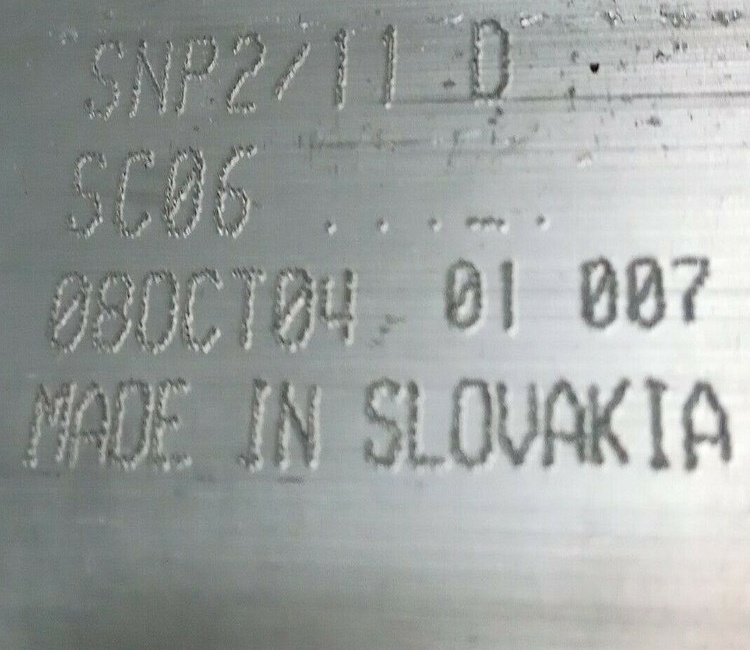 SNP2/11 D
SC06 ...-.
08OCT04 01 007
MADE IN SLOVAKIA